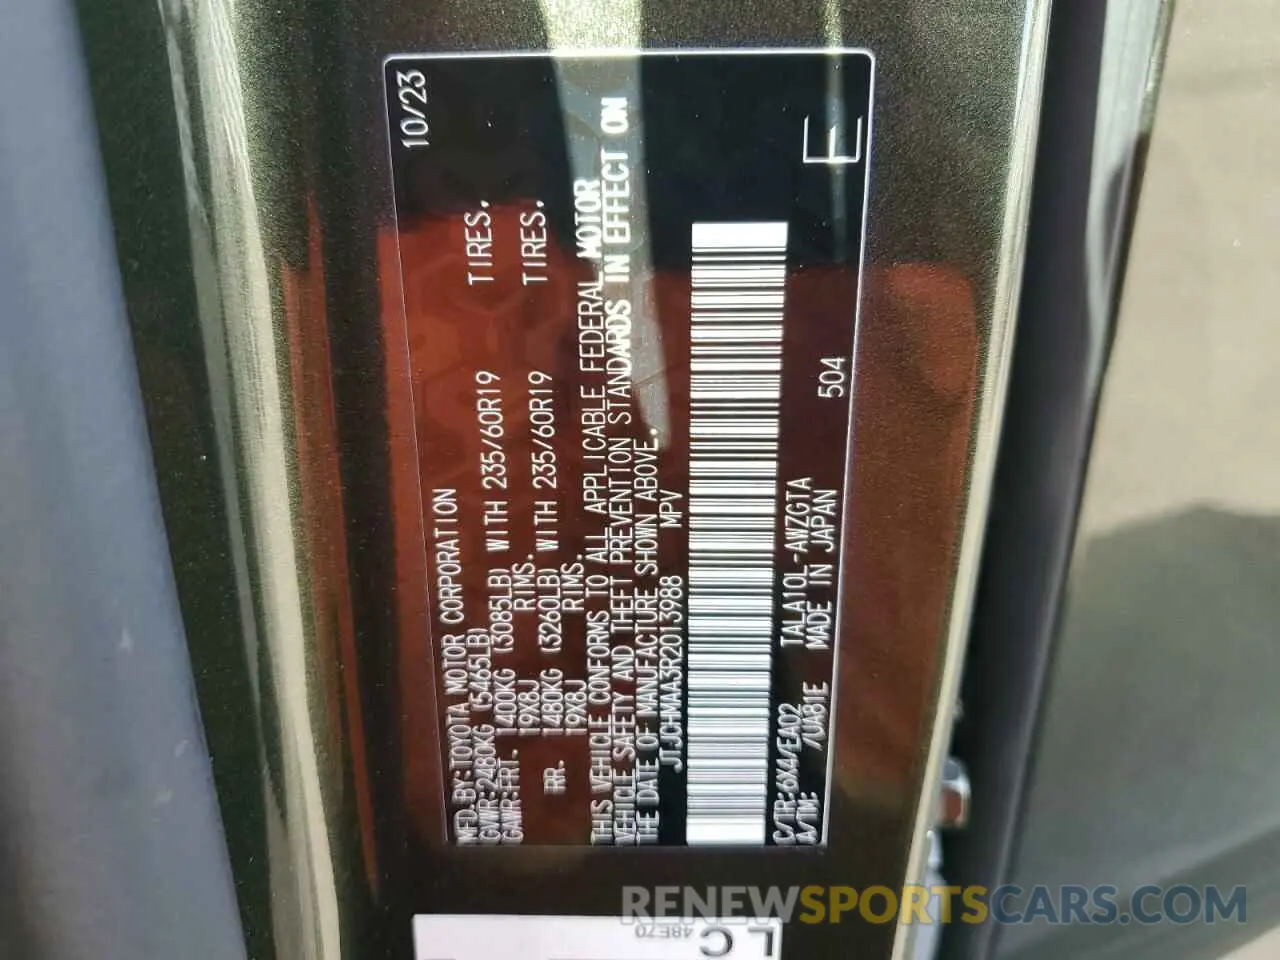 10/23
MFD. BY: TOYOTA MOTOR CORPORATION
GVWR: 2480KG (5465LB)
GAWR: FRT. 1400KG (3085LB) WITH 235/60R19 TIRES,
19X8J RIMS.
RR. 1480KG (3260LB) WITH 235/60R19 TIRES,
19X8J RIMS.
THIS VEHICLE CONFORMS TO ALL APPLICABLE FEDERAL MOTOR
VEHICLE SAFETY AND THEFT PREVENTION STANDARDS IN EFFECT ON
THE DATE OF MANUFACTURE SHOWN ABOVE.
JTJCHMAA3R2013988 MPV
C/TR: 6X4/EA02 TALA10L-AWZGTA 504
A/TM: /UA81E MADE IN JAPAN
E
LC
48E70
RENEWSPORTSCARS.COM